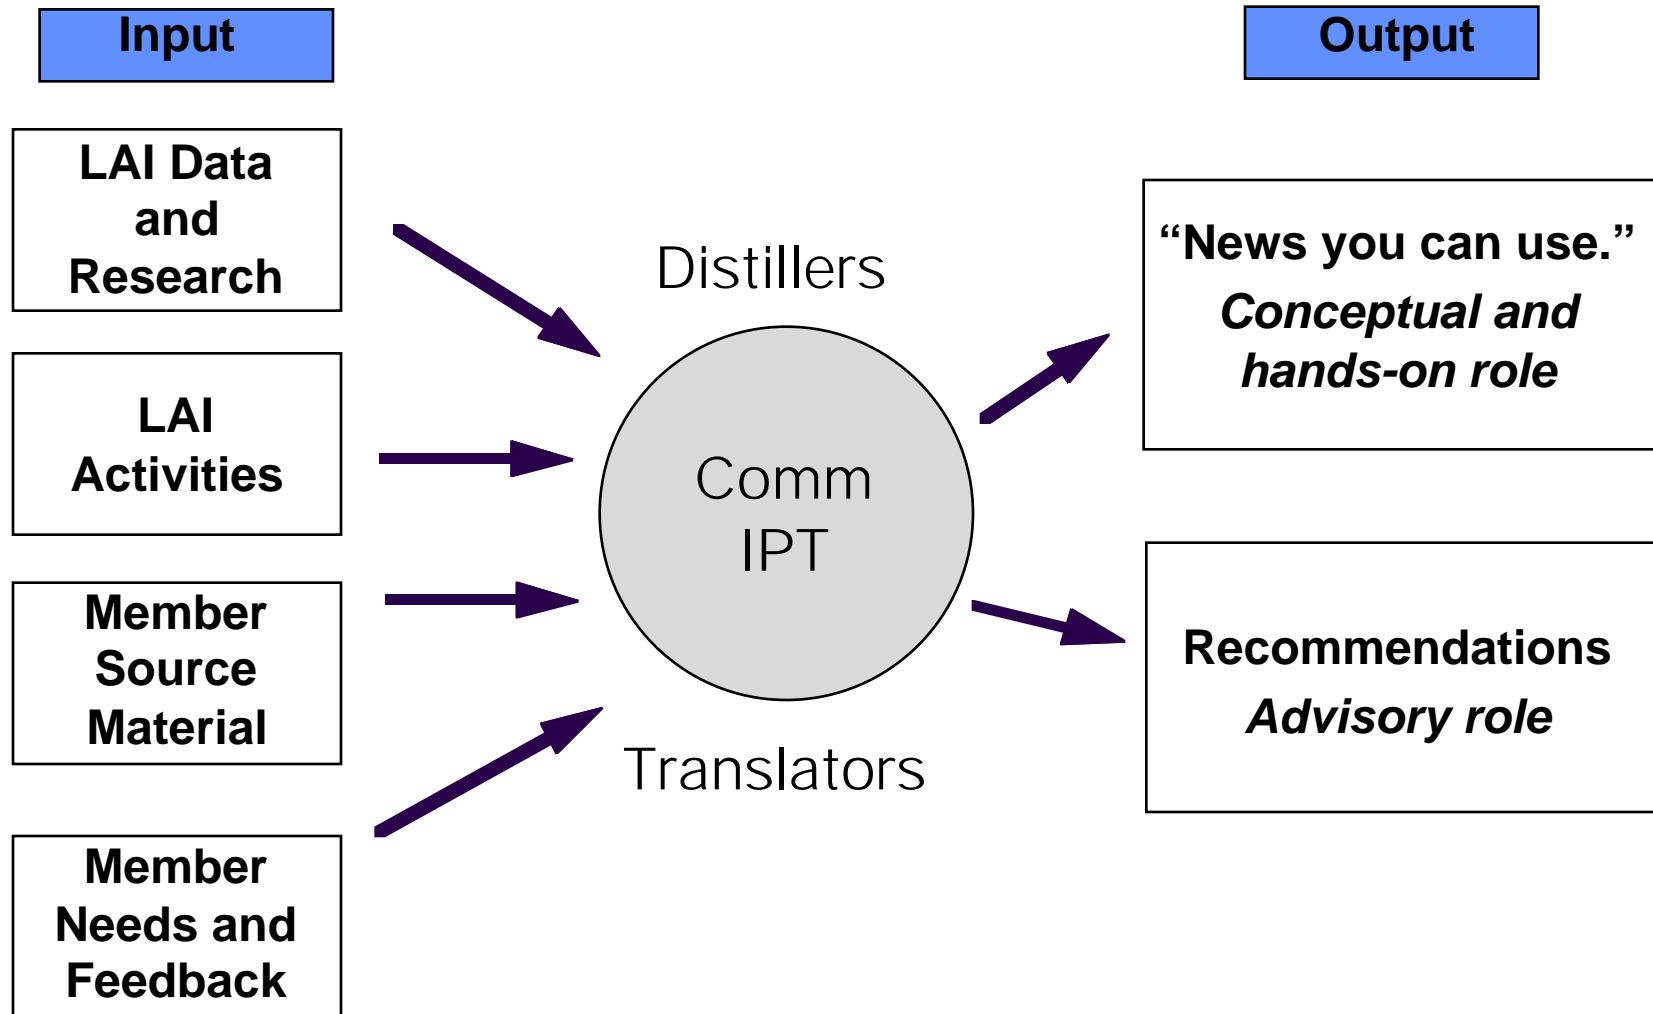 Input
Output
LAI Data
and
Research
LAI
Activities
Member
Source
Material
Member
Needs and
Feedback
Distillers
Comm
IPT
Translators
“News you can use.”
Conceptual and
hands-on role
Recommendations
Advisory role